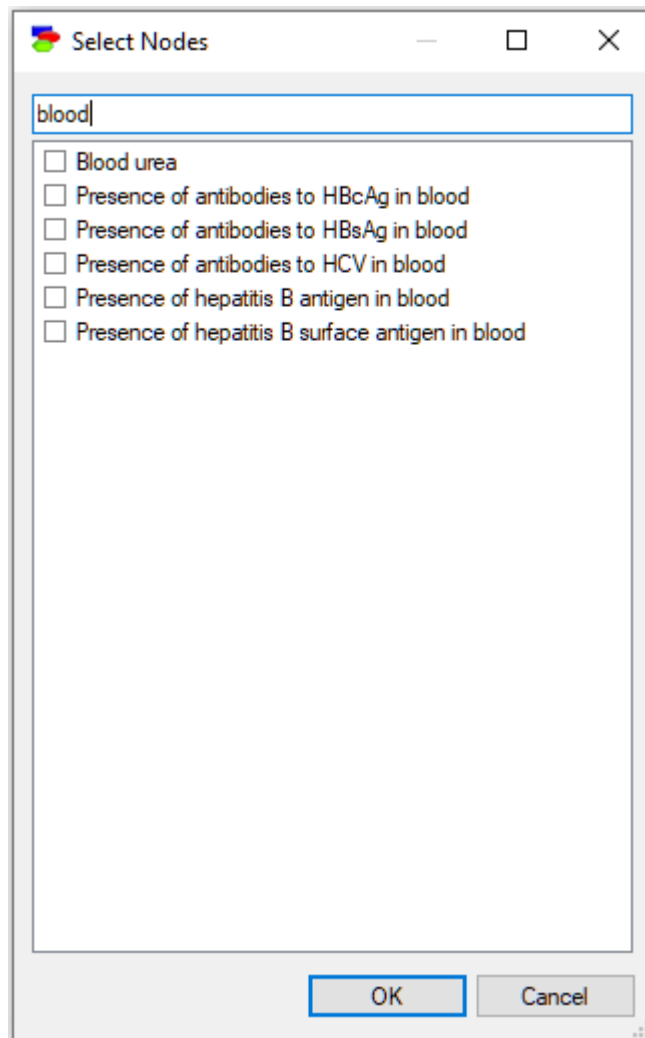 Select Nodes
blood
Blood urea
Presence of antibodies to HBcAg in blood
Presence of antibodies to HBsAg in blood
Presence of antibodies to HCV in blood
Presence of hepatitis B antigen in blood
Presence of hepatitis B surface antigen in blood
OK Cancel